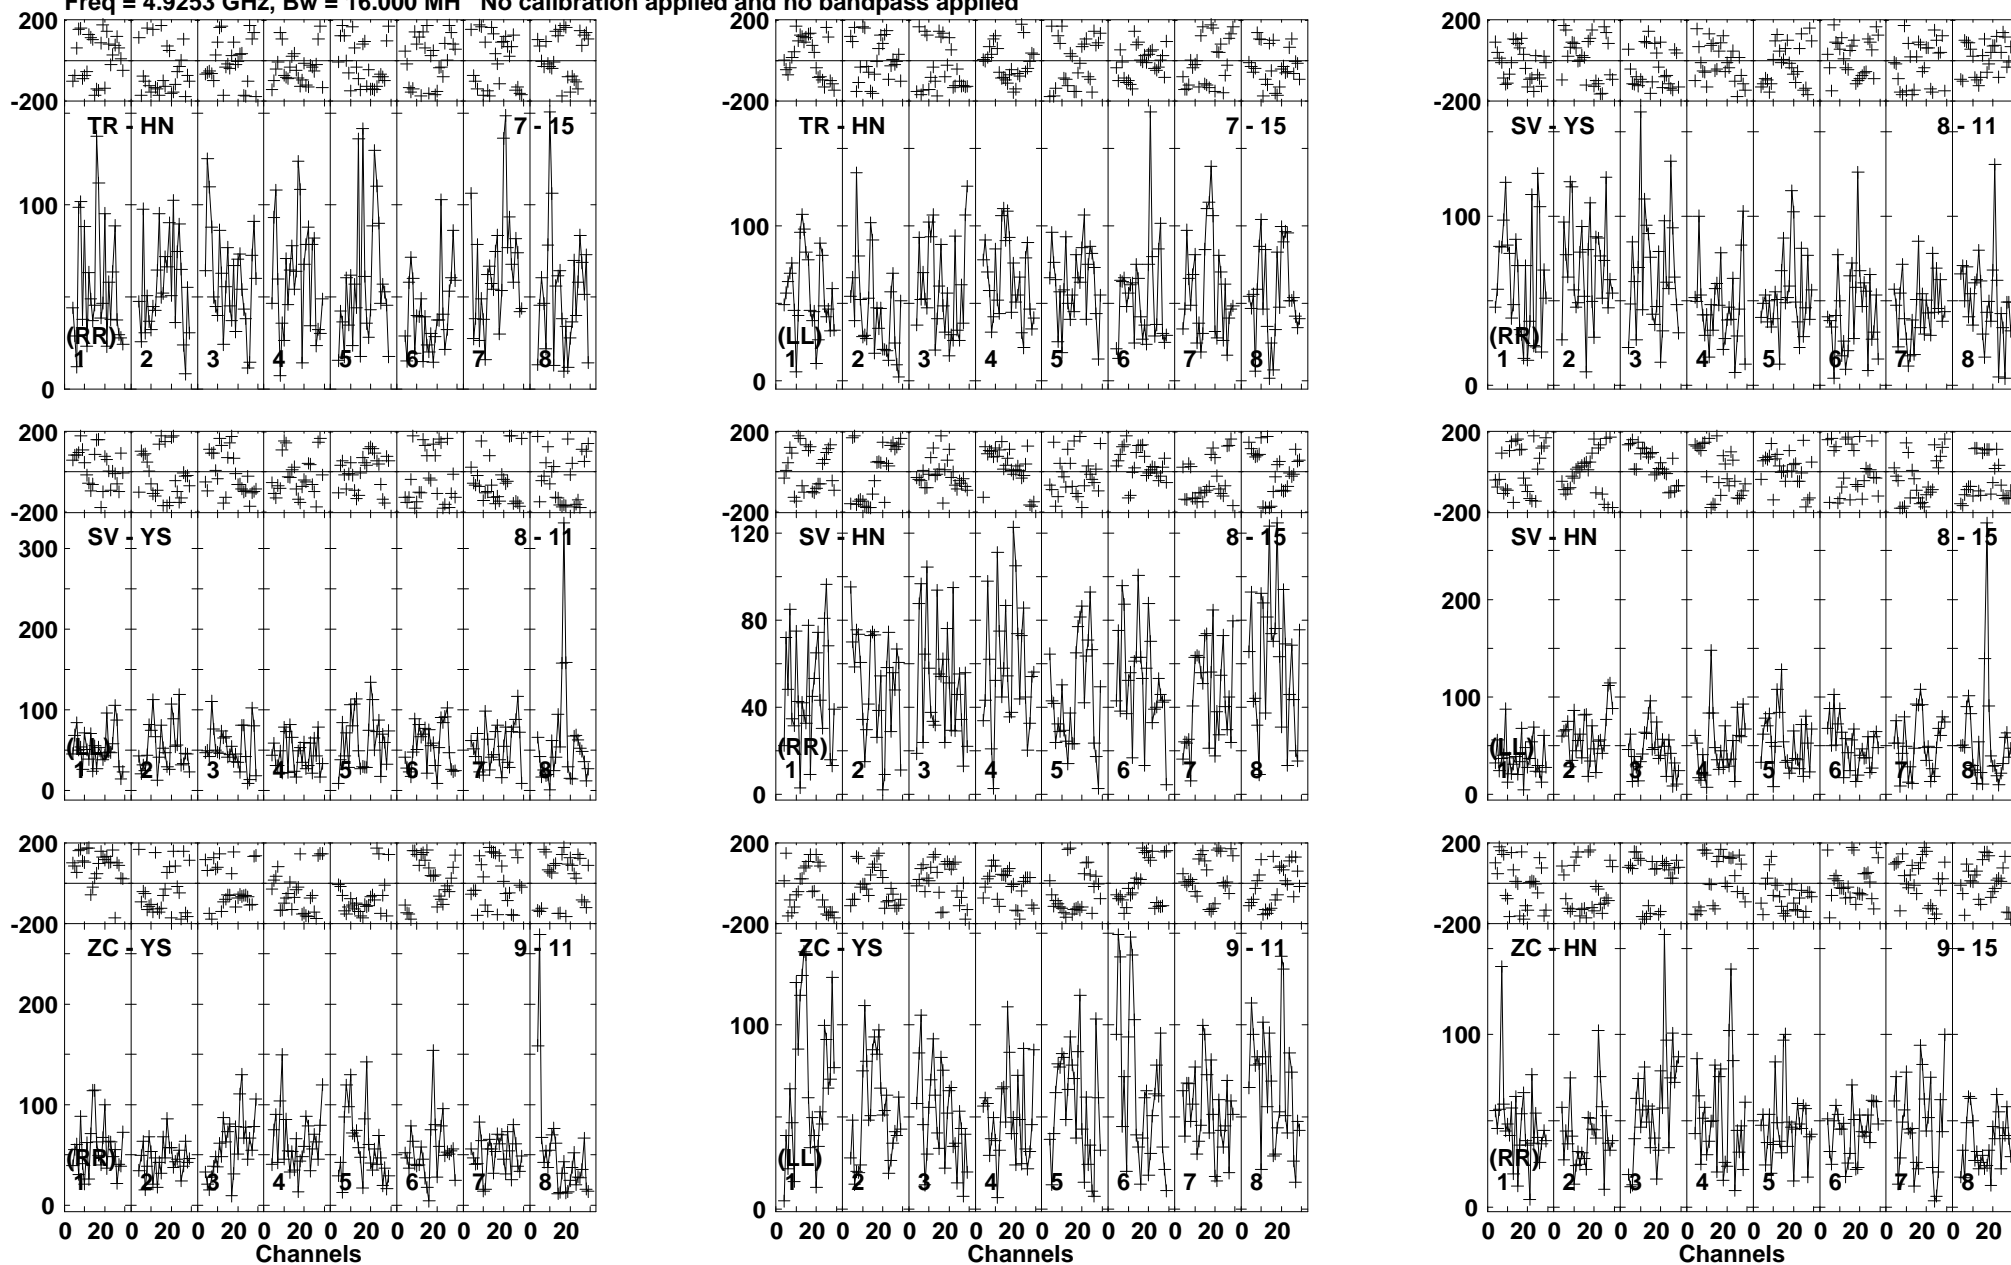 Freq = 4.9253 GHz, Bw = 16.000 MH No calibration applied and no bandpass applied
200 200 200
-200 -200 -200
TR - HN 7 - 15 TR - HN 7 - 15 SV - YS 8 - 11
100 100 100
(RR) (LL) (RR)
1 2 3 4 5 6 7 8 1 2 3 4 5 6 7 8 1 2 3 4 5 6 7 8
0 0 0
200 200 200
-200 -200 -200
SV - YS 8 - 11 SV - HN 8 - 15 SV - HN 8 - 15
300 120
200 80 200
100 40 100
(LL) (RR) (LL)
1 2 3 4 5 6 7 8 1 2 3 4 5 6 7 8 1 2 3 4 5 6 7 8
0 0 0
200 200 200
-200 -200 -200
ZC - YS 9 - 11 ZC - YS 9 - 11 ZC - HN 9 - 15
200
100 100 100
(RR) (LL) (RR)
1 2 3 4 5 6 7 8 1 2 3 4 5 6 7 8 1 2 3 4 5 6 7 8
0 0 0
0 20 0 20 0 20 0 20 0 20 0 20 0 20 0 20 0 20 0 20 0 20 0 20 0 20 0 20 0 20 0 20 0 20 0 20 0 20 0 20 0 20 0 20 0 20 0 20
Channels Channels Channels